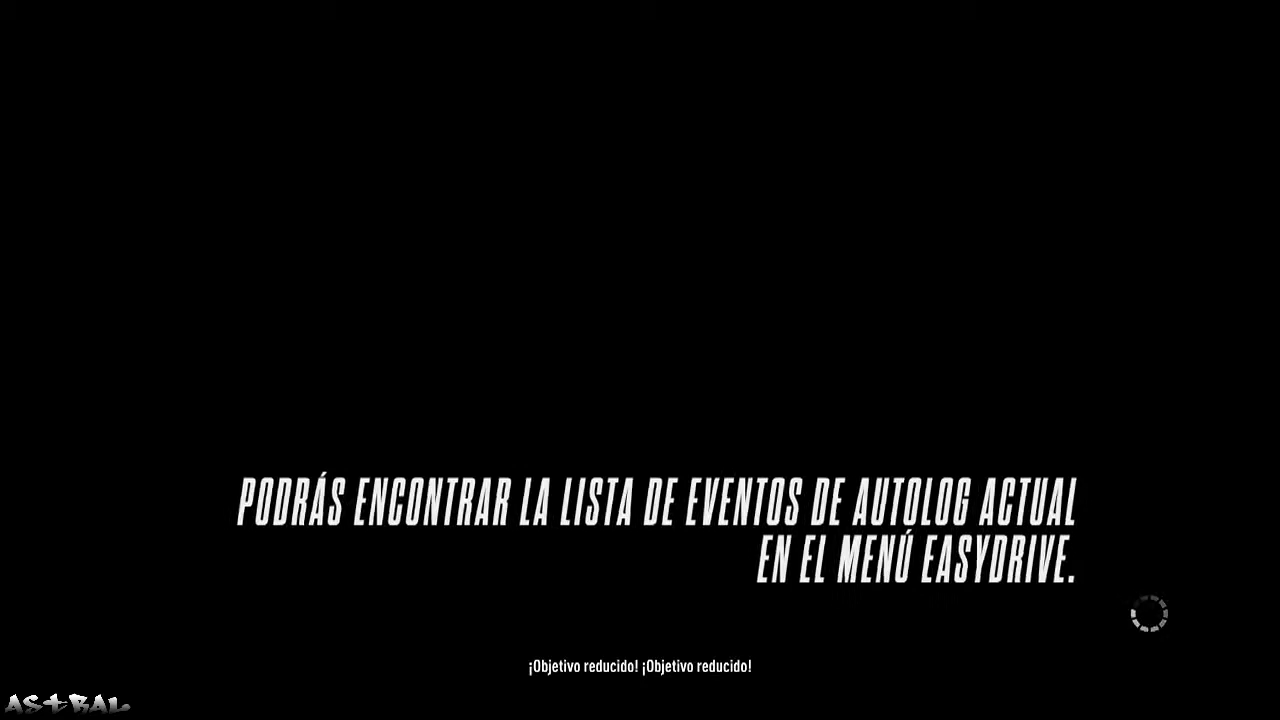 PODRÁS ENCONTRAR LA LISTA DE EVENTOS DE AUTOLOG ACTUAL
EN EL MENÚ EASYDRIVE.
¡Objetivo reducido! ¡Objetivo reducido!
ASTRAL